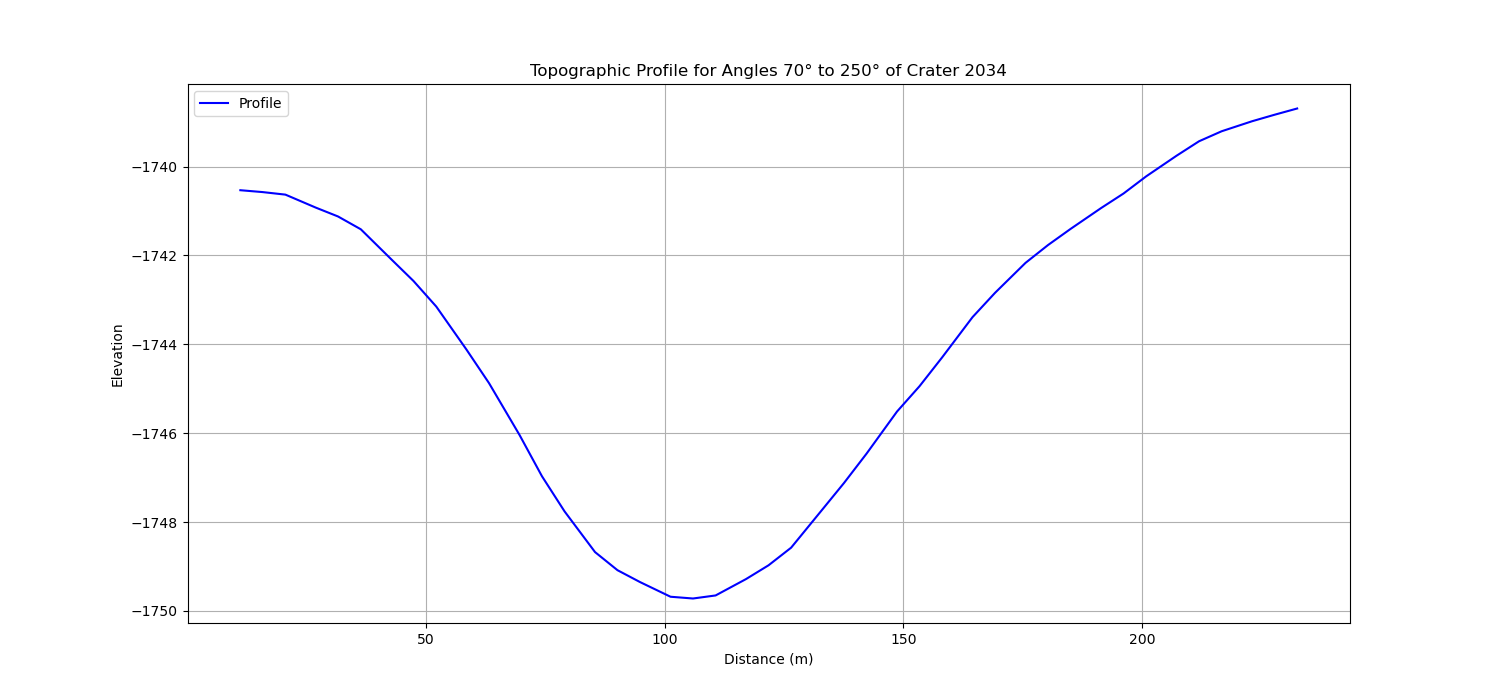 Topographic Profile for Angles 70° to 250° of Crater 2034
Profile
−1740
−1742
−1744
−1746
−1748
−1750
Elevation
50 100 150 200
Distance (m)